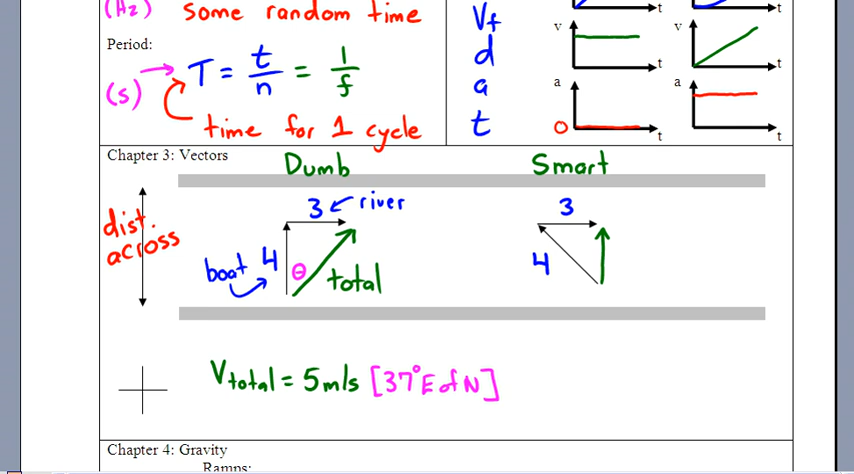 (Hz) some random time
Period:
(s) T = t/n = 1/f
time for 1 cycle
Vf
d
a
t
t
t
v
t
v
t
a
0
t
a
t
Chapter 3: Vectors
Dumb
Smart
dist.
across
3 river
boat 4
θ
total
3
4
Vtotal = 5m/s [37°E of N]
Chapter 4: Gravity
Ramps: